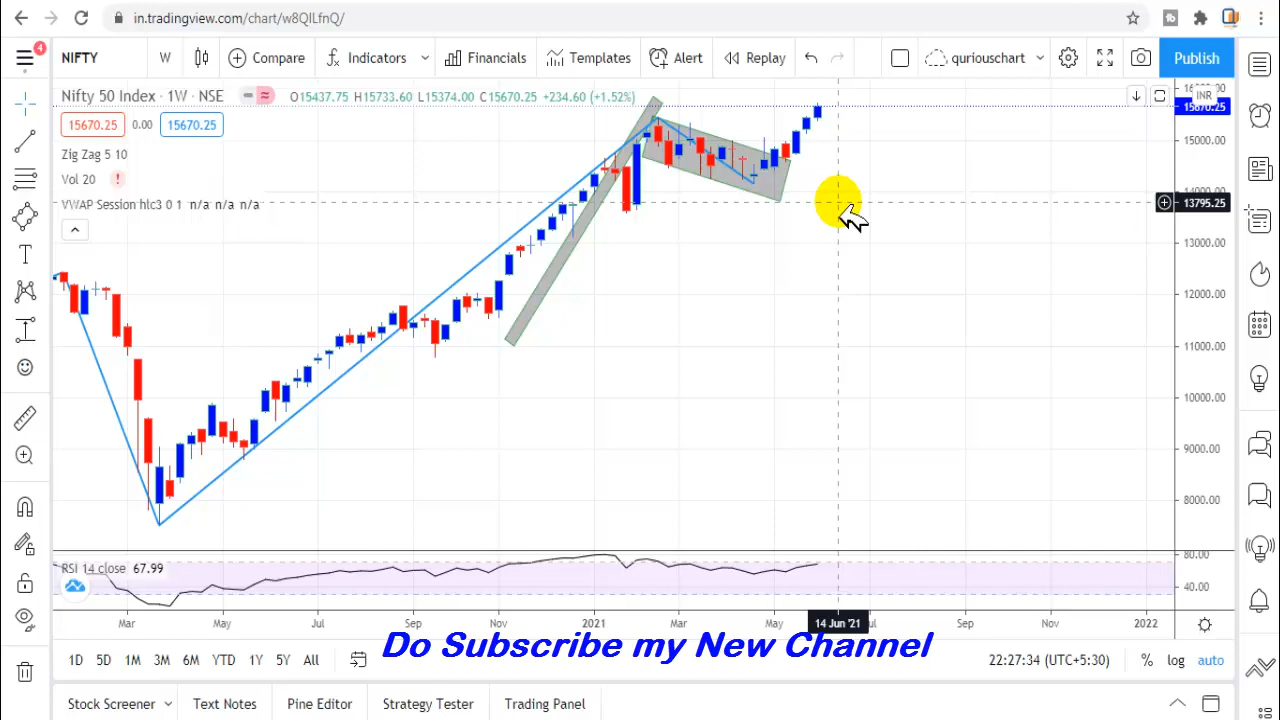 in.tradingview.com/chart/w8QILfnQ/
4
NIFTY W Compare Indicators Financials Templates Alert Replay quriouschart Publish
Nifty 50 Index · 1W · NSE O15437.75 H15733.60 L15374.00 C15670.25 +234.60 (+1.52%) INR
15670.25 0.00 15670.25
15670.25
Zig Zag 5 10
15000.00
Vol 20 !
14000.00
VWAP Session hlc3 0 1 n/a n/a n/a
13795.25
13000.00
12000.00
11000.00
10000.00
9000.00
8000.00
RSI 14 close 67.99
80.00
40.00
Mar May Jul Sep Nov 2021 Mar May 14 Jun '21 Sep Nov 2022
Do Subscribe my New Channel
1D 5D 1M 3M 6M YTD 1Y 5Y All 22:27:34 (UTC+5:30) % log auto
Stock Screener Text Notes Pine Editor Strategy Tester Trading Panel